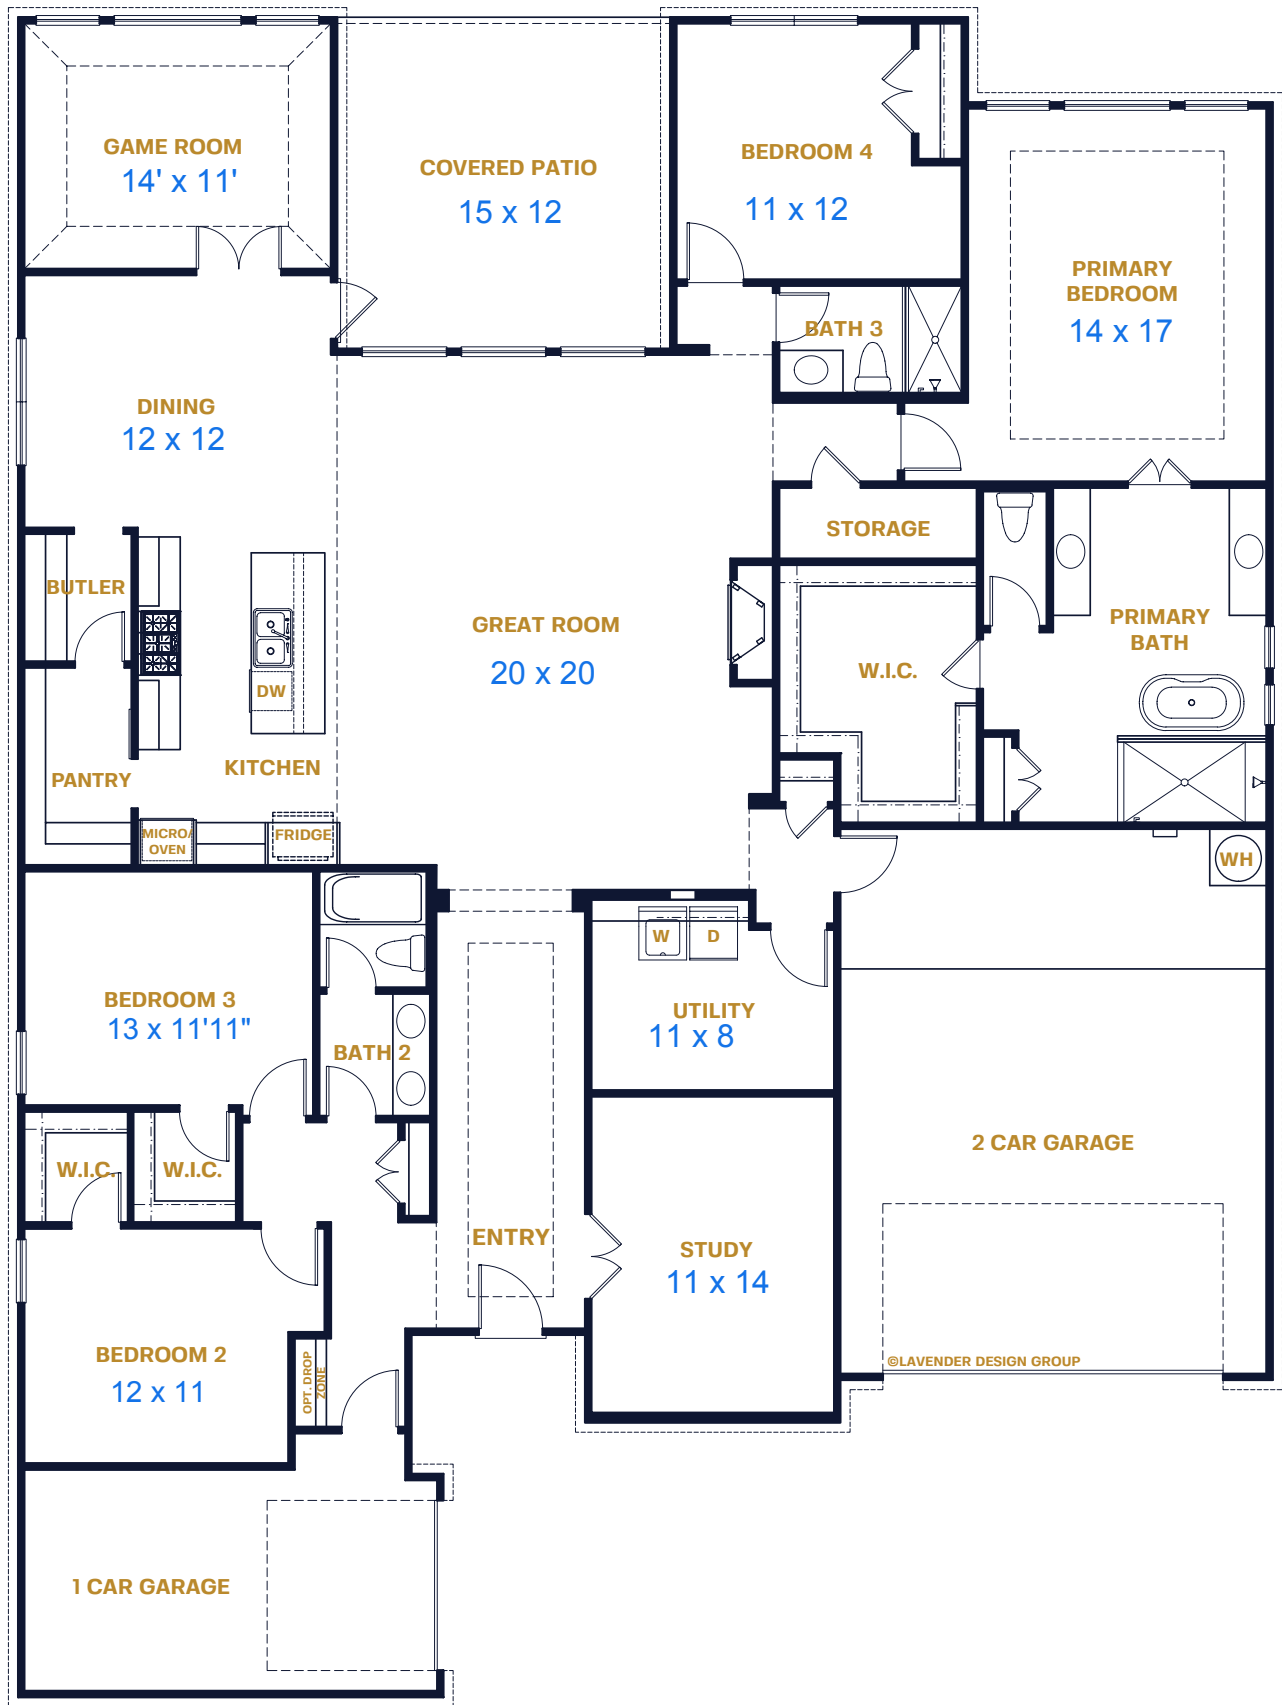 GAME ROOM
14' x 11'
COVERED PATIO
15 x 12
BEDROOM 4
11 x 12
PRIMARY
BEDROOM
14 x 17
BATH 3
DINING
12 x 12
STORAGE
BUTLER
GREAT ROOM
20 x 20
PRIMARY
BATH
W.I.C.
DW
KITCHEN
PANTRY
MICRO/
OVEN
FRIDGE
WH
W
D
BEDROOM 3
13 x 11'11"
UTILITY
11 x 8
BATH 2
2 CAR GARAGE
W.I.C.
W.I.C.
ENTRY
STUDY
11 x 14
BEDROOM 2
12 x 11
OPT. DROP
ZONE
©LAVENDER DESIGN GROUP
1 CAR GARAGE